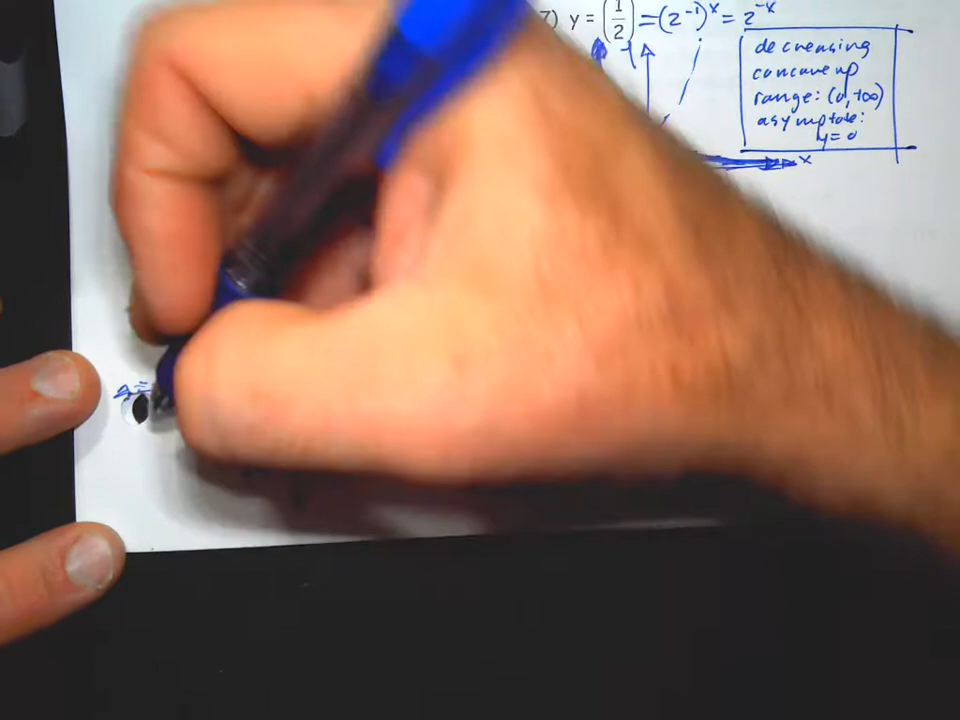 7) y = (1/2) = (2^-1)^x = 2^-x
decreasing
concave up
range: (0, +∞)
asymptote:
y = 0
x